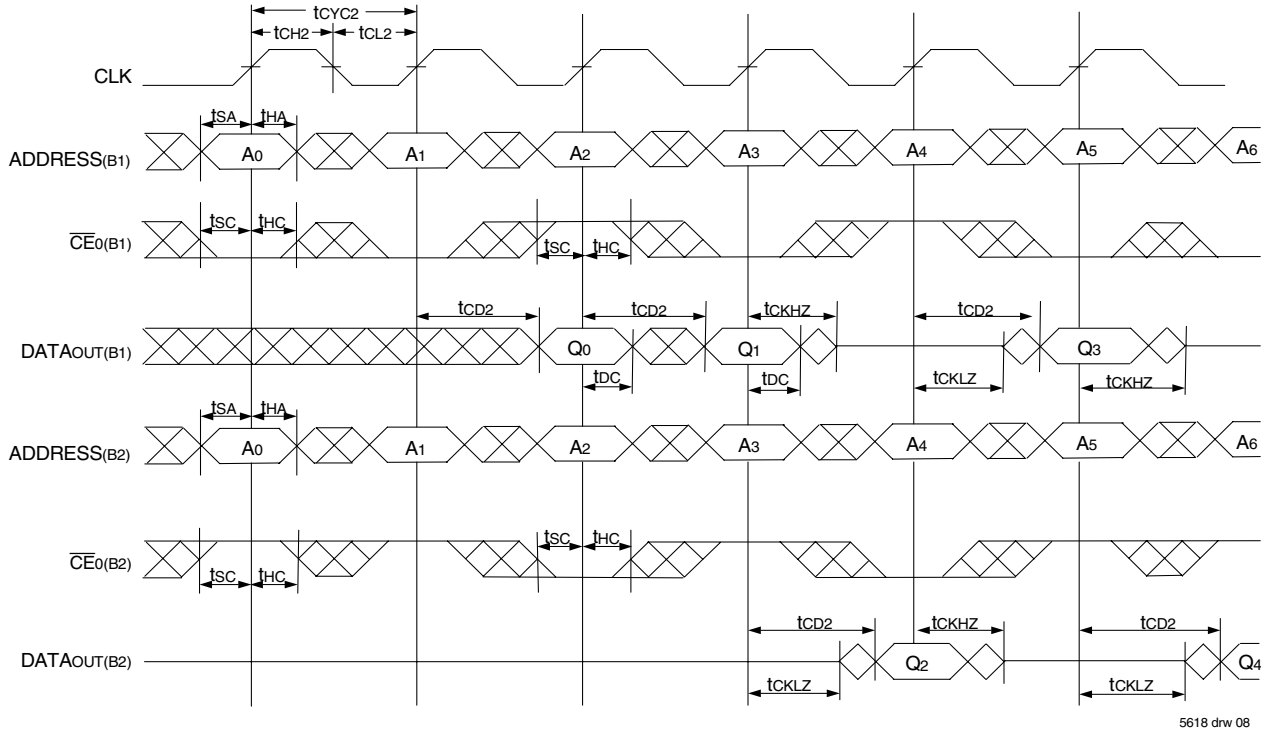 tCYC2
tCH2 tCL2
CLK
tSA tHA
ADDRESS(B1) A0 A1 A2 A3 A4 A5 A6
tSC tHC
CE0(B1)
tSC tHC
tCD2 tCD2 tCKHZ tCD2
DATAOUT(B1) Q0 Q1 Q3
tDC tDC tCKLZ tCKHZ
tSA tHA
ADDRESS(B2) A0 A1 A2 A3 A4 A5 A6
tSC tHC
CE0(B2)
tSC tHC
tCD2 tCKHZ tCD2
DATAOUT(B2) Q2 Q4
tCKLZ tCKLZ
5618 drw 08